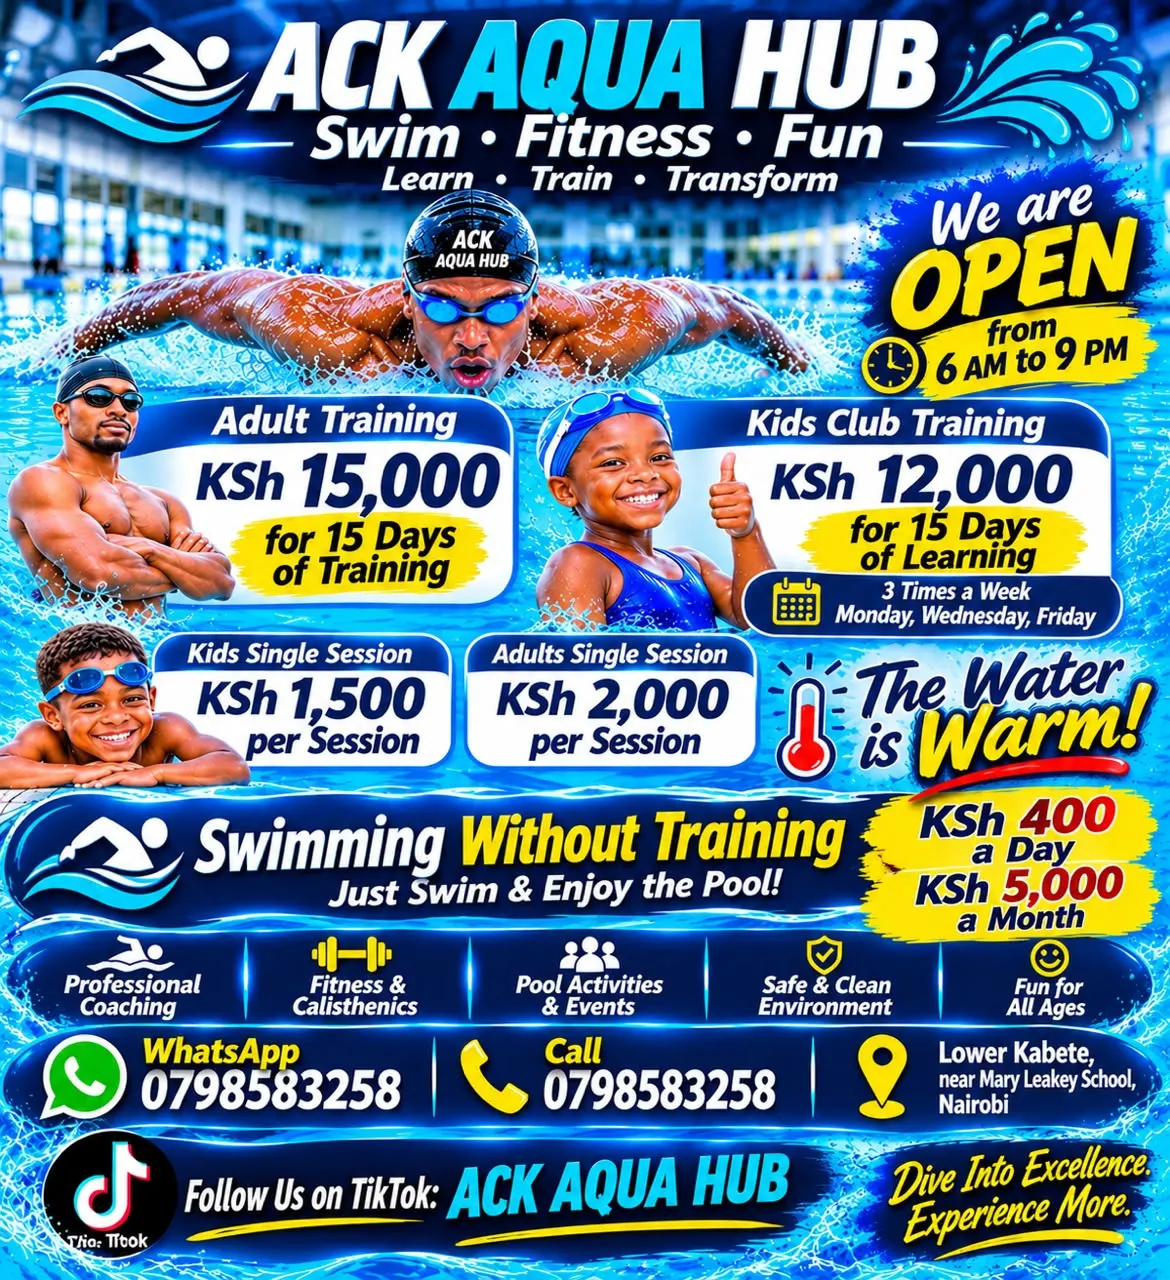 ACK AQUA HUB
Swim • Fitness • Fun
Learn • Train • Transform
ACK
AQUA HUB
We are
OPEN
from
6 AM to 9 PM
Adult Training
KSh 15,000
for 15 Days
of Training
Kids Club Training
KSh 12,000
for 15 Days
of Learning
3 Times a Week
Monday, Wednesday, Friday
Kids Single Session
KSh 1,500
per Session
Adults Single Session
KSh 2,000
per Session
The Water
is Warm!
Swimming Without Training
Just Swim & Enjoy the Pool!
KSh 400
a Day
KSh 5,000
a Month
Professional
Coaching
Fitness &
Calisthenics
Pool Activities
& Events
Safe & Clean
Environment
Fun for
All Ages
WhatsApp
0798583258
Call
0798583258
Lower Kabete,
near Mary Leakey School,
Nairobi
Follow Us on TikTok: ACK AQUA HUB
Dive Into Excellence.
Experience More.